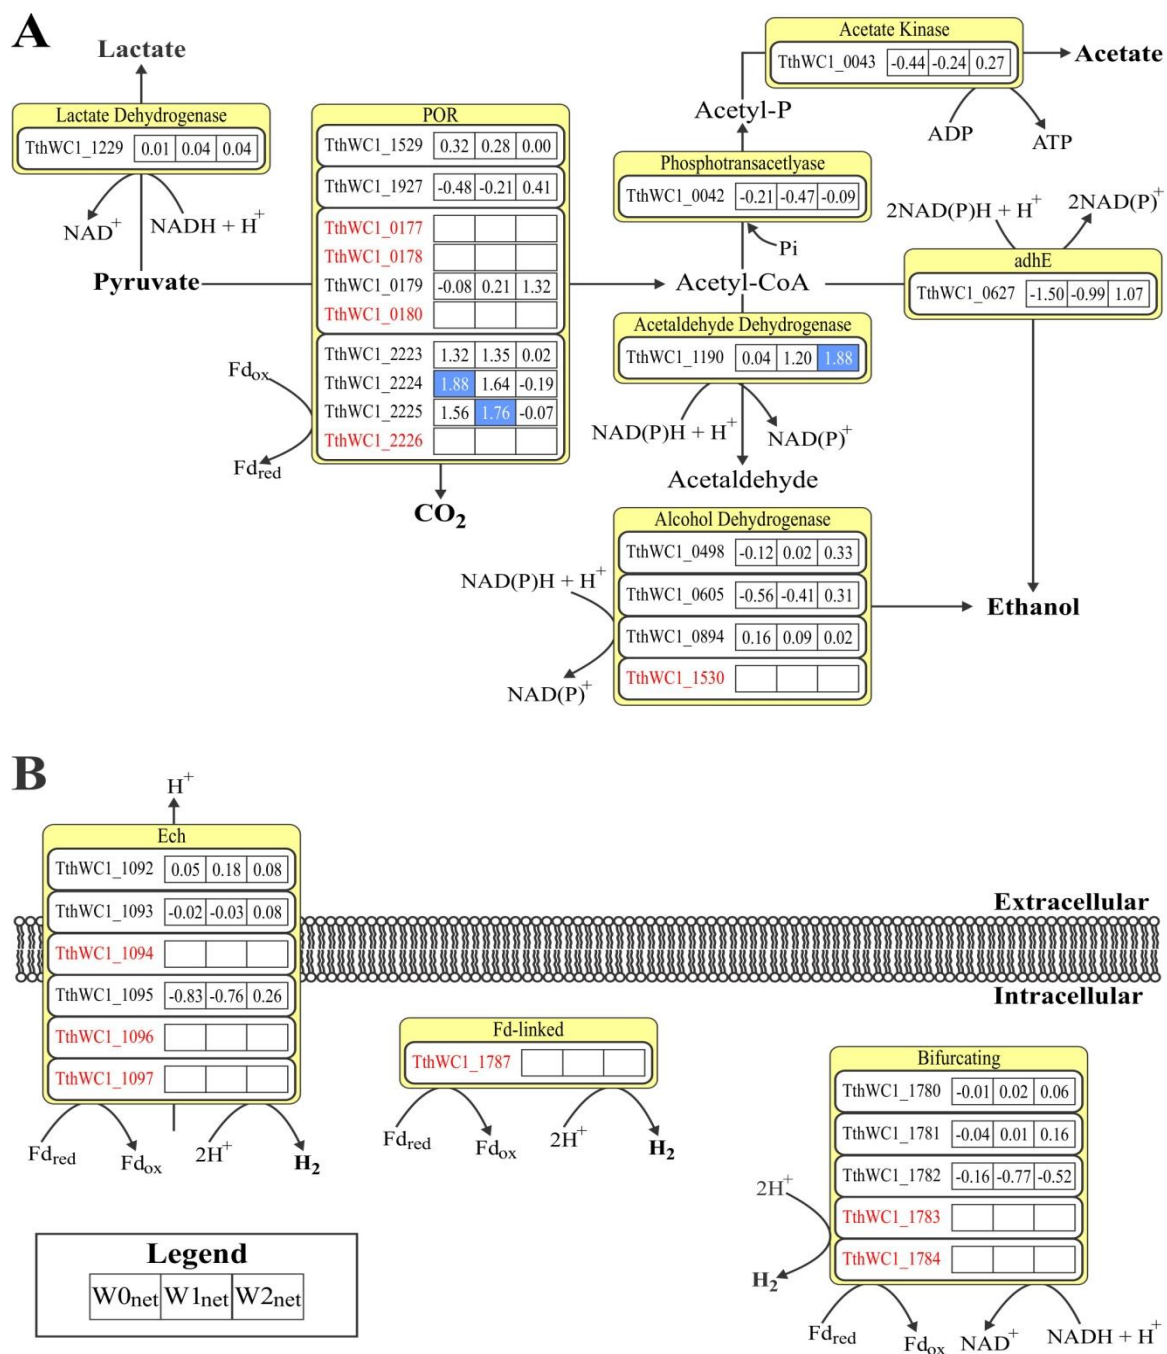 A
Lactate
Lactate Dehydrogenase
TthWC1_1229 0.01 0.04 0.04
NAD+
NADH + H+
Pyruvate
POR
TthWC1_1529 0.32 0.28 0.00
TthWC1_1927 -0.48 -0.21 0.41
TthWC1_0177
TthWC1_0178
TthWC1_0179 -0.08 0.21 1.32
TthWC1_0180
TthWC1_2223 1.32 1.35 0.02
TthWC1_2224 1.88 1.64 -0.19
TthWC1_2225 1.56 1.76 -0.07
TthWC1_2226
Fdox
Fdred
CO2
Acetate Kinase
TthWC1_0043 -0.44 -0.24 0.27
Acetate
ADP
ATP
Acetyl-P
Phosphotransacetlyase
TthWC1_0042 -0.21 -0.47 -0.09
Pi
Acetyl-CoA
2NAD(P)H + H+
2NAD(P)+
adhE
TthWC1_0627 -1.50 -0.99 1.07
Acetaldehyde Dehydrogenase
TthWC1_1190 0.04 1.20 1.88
NAD(P)H + H+
NAD(P)+
Acetaldehyde
Alcohol Dehydrogenase
TthWC1_0498 -0.12 0.02 0.33
TthWC1_0605 -0.56 -0.41 0.31
TthWC1_0894 0.16 0.09 0.02
TthWC1_1530
NAD(P)H + H+
NAD(P)+
Ethanol
B
H+
Ech
TthWC1_1092 0.05 0.18 0.08
TthWC1_1093 -0.02 -0.03 0.08
TthWC1_1094
TthWC1_1095 -0.83 -0.76 0.26
TthWC1_1096
TthWC1_1097
Fdred
Fdox
2H+
H2
Extracellular
Intracellular
Fd-linked
TthWC1_1787
Fdred
Fdox
2H+
H2
Bifurcating
TthWC1_1780 -0.01 0.02 0.06
TthWC1_1781 -0.04 0.01 0.16
TthWC1_1782 -0.16 -0.77 -0.52
TthWC1_1783
TthWC1_1784
2H+
H2
Fdred
Fdox
NAD+
NADH + H+
Legend
W0net W1net W2net